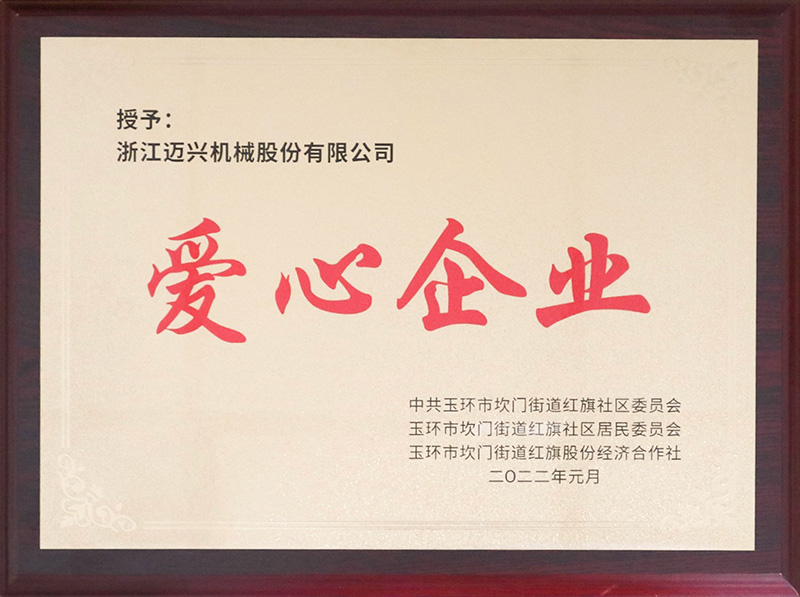 授予：
浙江迈兴机械股份有限公司
爱心企业
中共玉环市坎门街道红旗社区委员会
玉环市坎门街道红旗社区居民委员会
玉环市坎门街道红旗股份经济合作社
二〇二二年元月